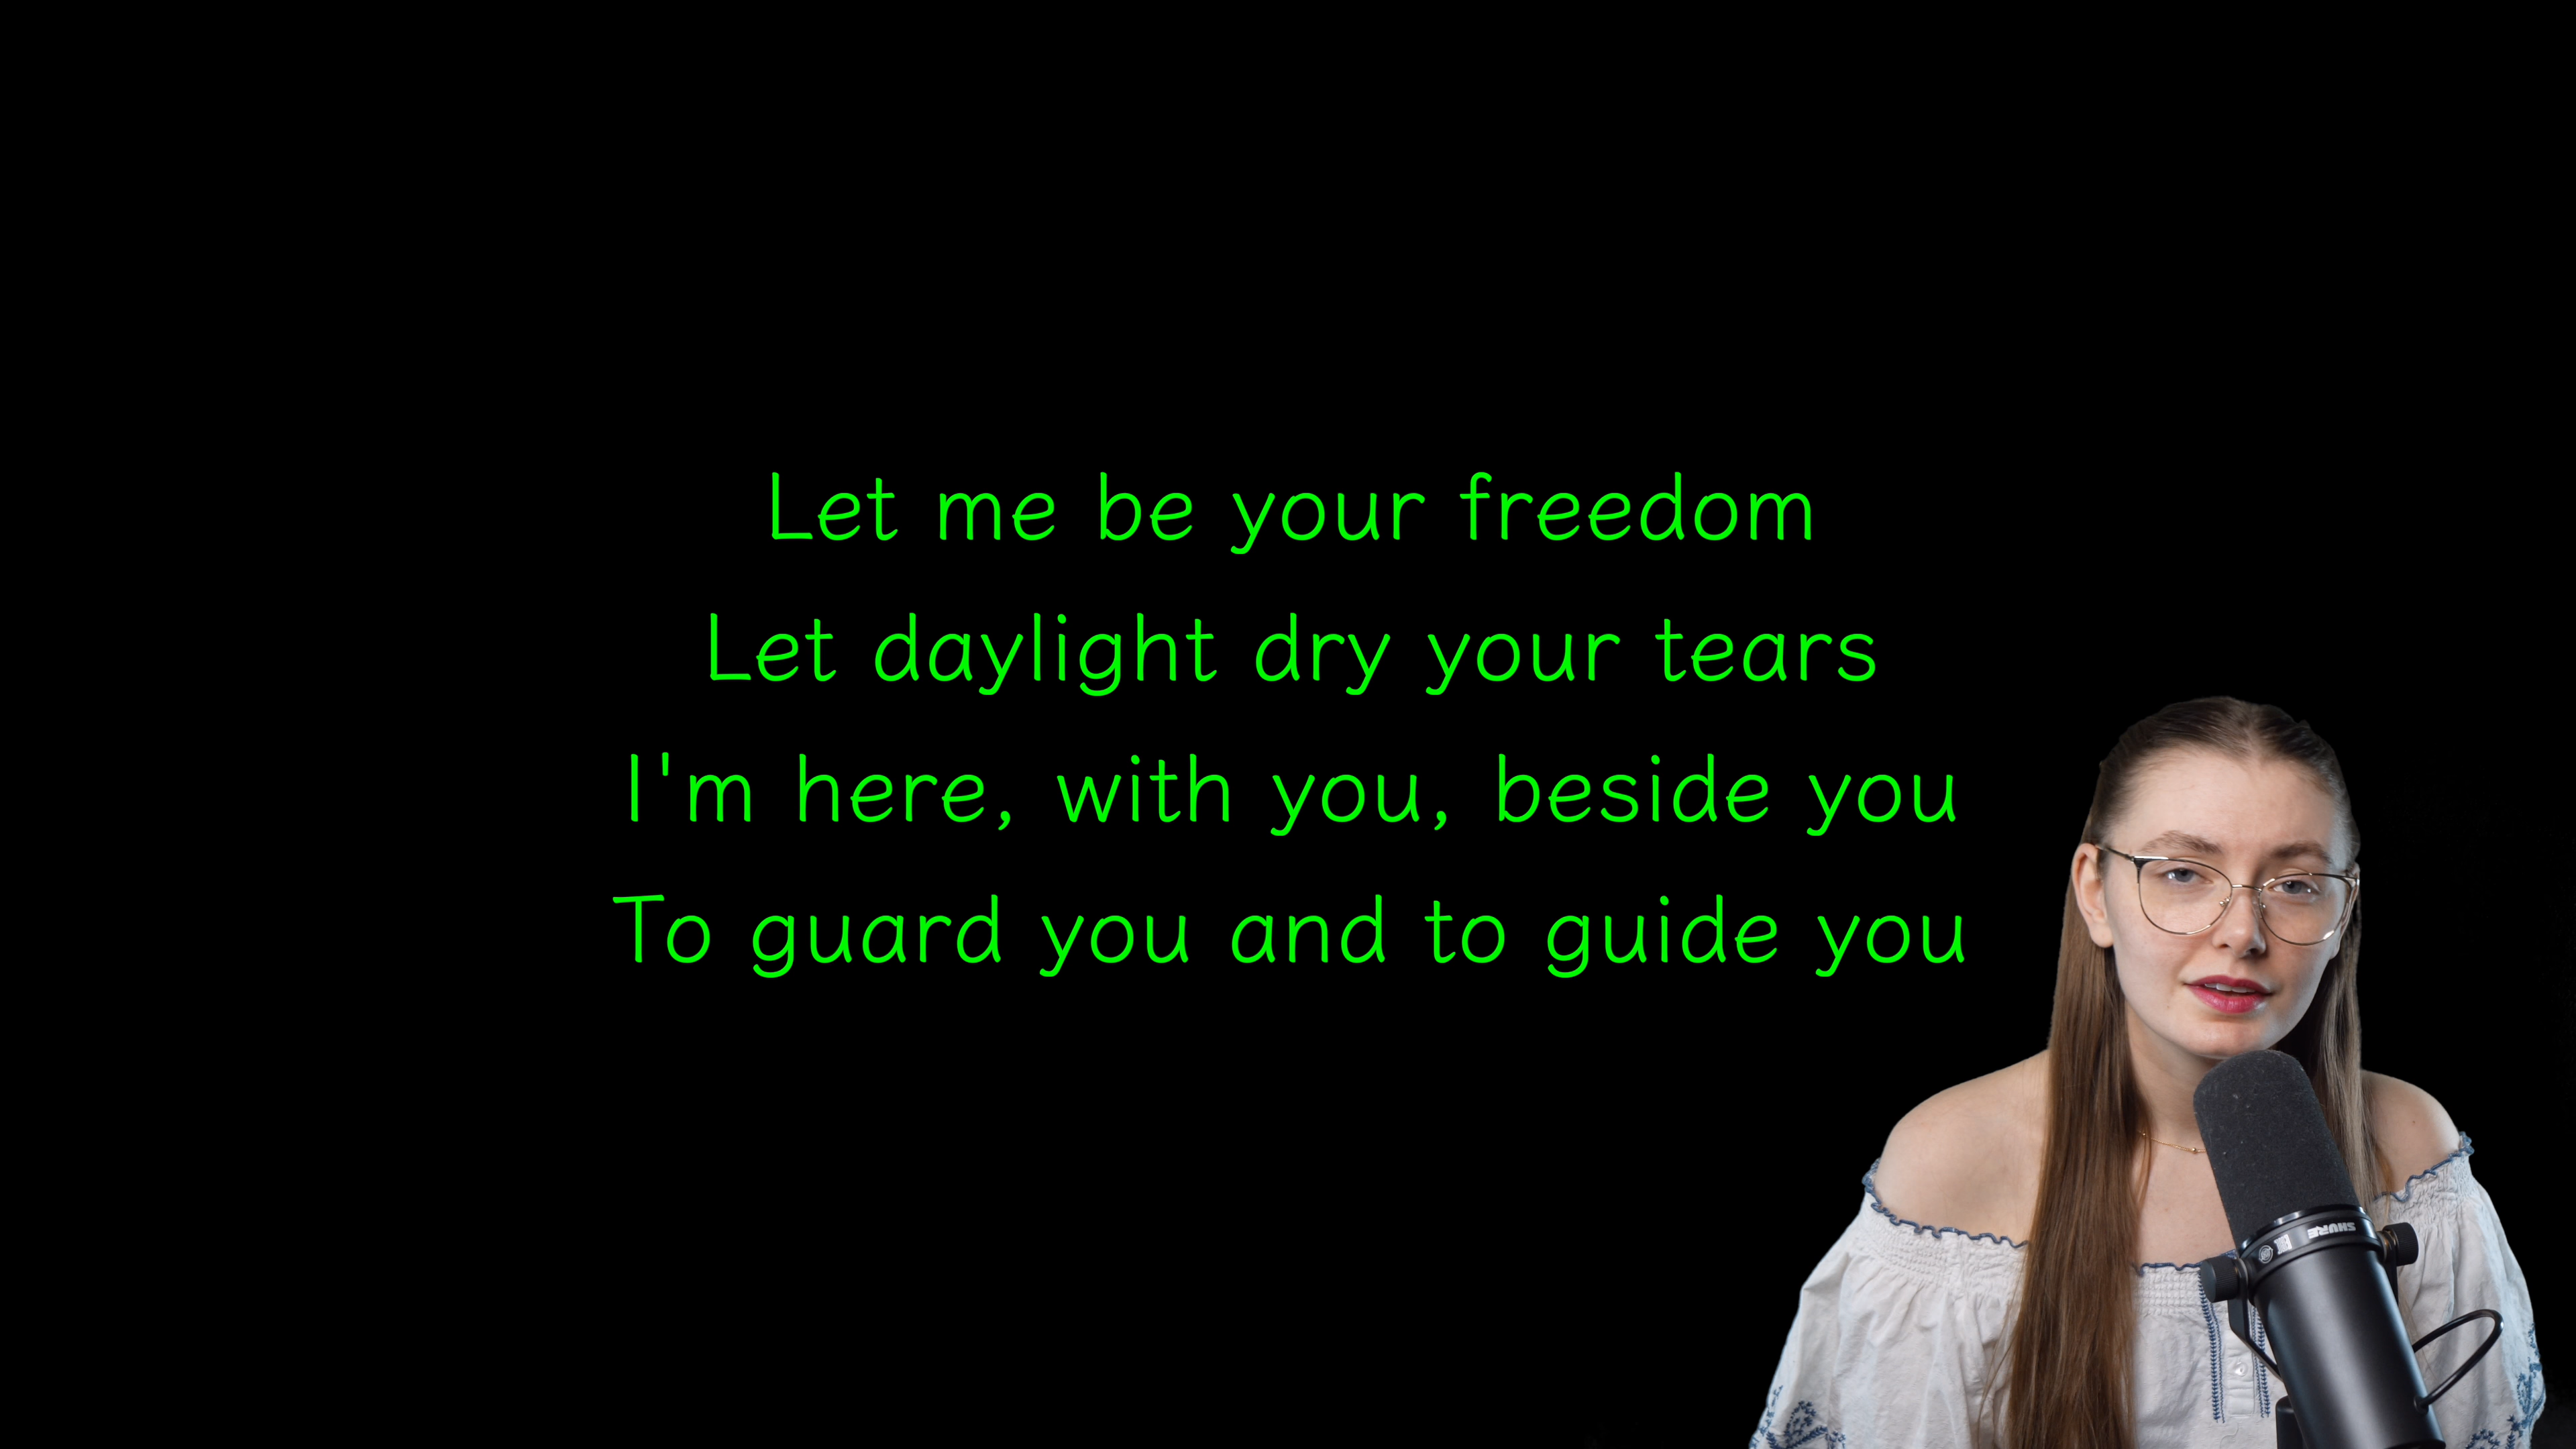 Let me be your freedom
Let daylight dry your tears
I'm here, with you, beside you
To guard you and to guide you
SHURE